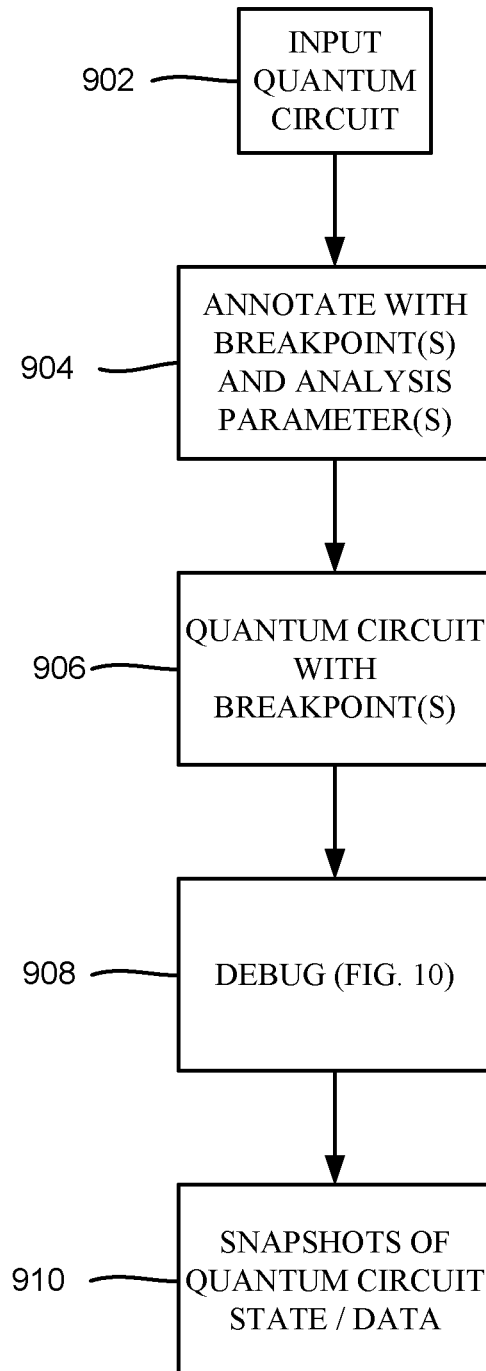 902
INPUT
QUANTUM
CIRCUIT
904
ANNOTATE WITH
BREAKPOINT(S)
AND ANALYSIS
PARAMETER(S)
906
QUANTUM CIRCUIT
WITH
BREAKPOINT(S)
908
DEBUG (FIG. 10)
910
SNAPSHOTS OF
QUANTUM CIRCUIT
STATE / DATA